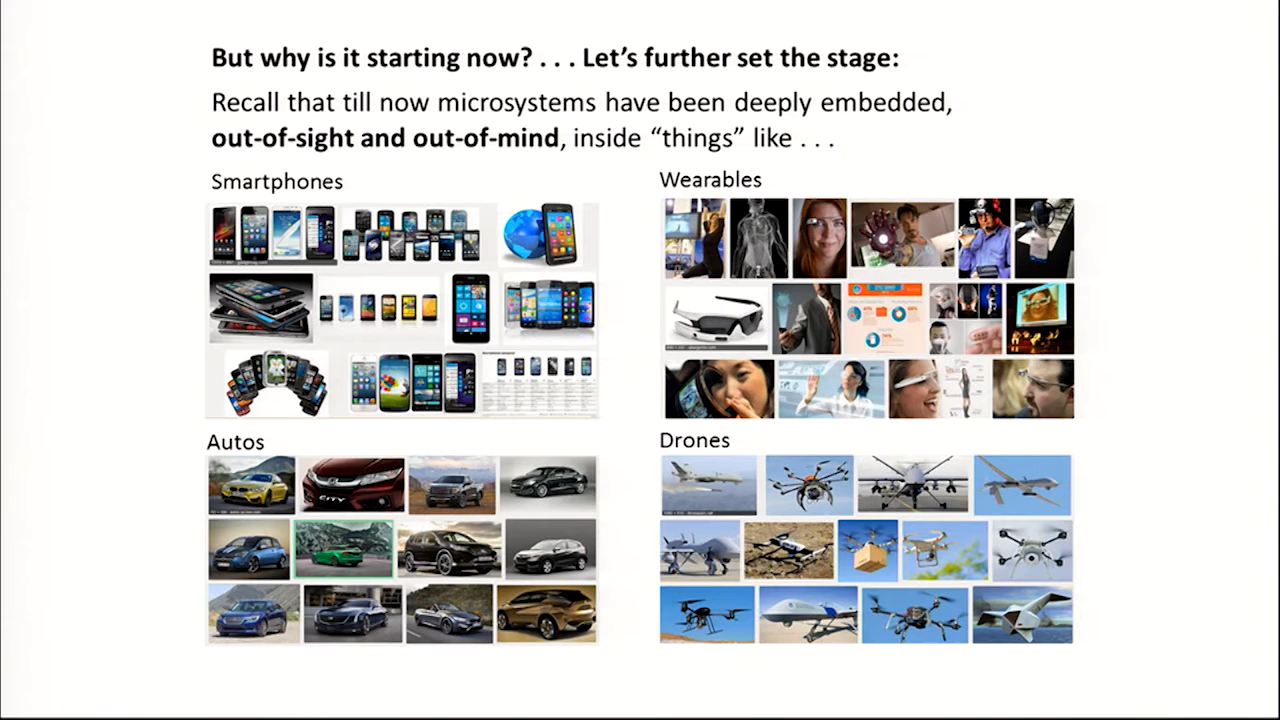 But why is it starting now? . . . Let's further set the stage:
Recall that till now microsystems have been deeply embedded,
out-of-sight and out-of-mind, inside “things” like . . .
Smartphones
Wearables
Autos
CITY
Drones